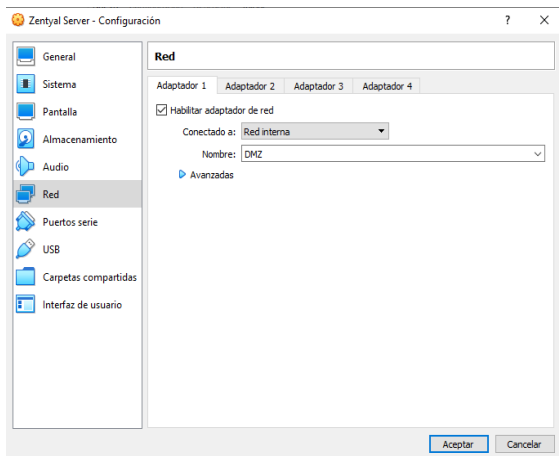 Zentyal Server - Configuración
General
Sistema
Pantalla
Almacenamiento
Audio
Red
Puertos serie
USB
Carpetas compartidas
Interfaz de usuario
Red
Adaptador 1 Adaptador 2 Adaptador 3 Adaptador 4
Habilitar adaptador de red
Conectado a: Red interna
Nombre: DMZ
Avanzadas
Aceptar Cancelar